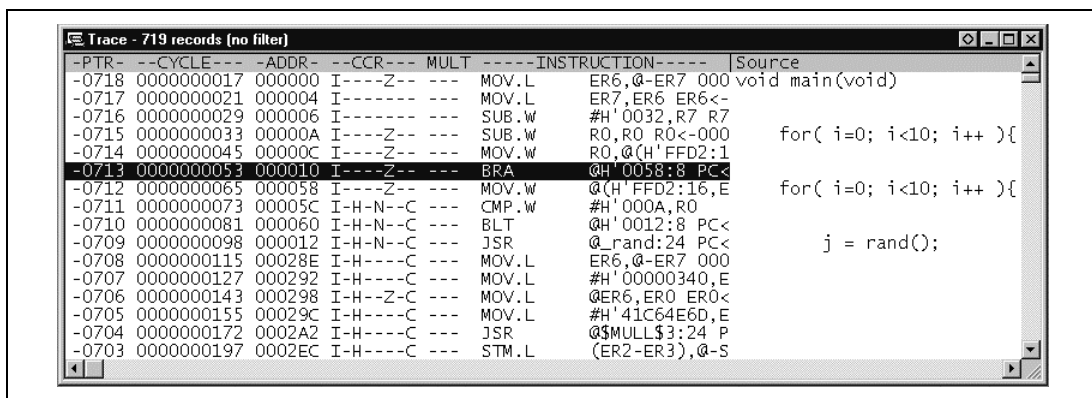 Trace - 719 records (no filter)
-PTR- --CYCLE--- -ADDR- --CCR--- MULT -----INSTRUCTION----- |Source
-0718 0000000017 000000 I----Z-- --- MOV.L ER6,@-ER7 000 void main(void)
-0717 0000000021 000004 I------- --- MOV.L ER7,ER6 ER6<-
-0716 0000000029 000006 I------- --- SUB.W #H'0032,R7 R7
-0715 0000000033 00000A I----Z-- --- SUB.W R0,R0 R0<-000 for( i=0; i<10; i++ ){
-0714 0000000045 00000C I----Z-- --- MOV.W R0,@(H'FFD2:1
-0713 0000000053 000010 I----Z-- --- BRA @H'0058:8 PC<
-0712 0000000065 000058 I----Z-- --- MOV.W @(H'FFD2:16,E for( i=0; i<10; i++ ){
-0711 0000000073 00005C I-H-N--C --- CMP.W #H'000A,R0
-0710 0000000081 000060 I-H-N--C --- BLT @H'0012:8 PC<
-0709 0000000098 000012 I-H-N--C --- JSR @_rand:24 PC< j = rand();
-0708 0000000115 00028E I-H----C --- MOV.L ER6,@-ER7 000
-0707 0000000127 000292 I-H----C --- MOV.L #H'00000340,E
-0706 0000000143 000298 I-H--Z-C --- MOV.L @ER6,ER0 ER0<
-0705 0000000155 00029C I-H----C --- MOV.L #H'41C64E6D,E
-0704 0000000172 0002A2 I-H----C --- JSR @$MULL$3:24 P
-0703 0000000197 0002EC I-H----C --- STM.L (ER2-ER3),@-S